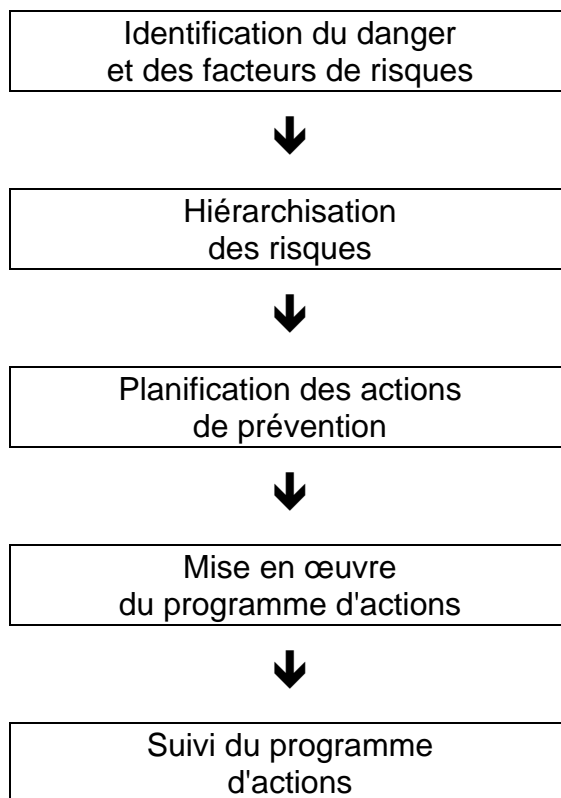 Identification du danger
et des facteurs de risques
Hiérarchisation
des risques
Planification des actions
de prévention
Mise en œuvre
du programme d'actions
Suivi du programme
d'actions